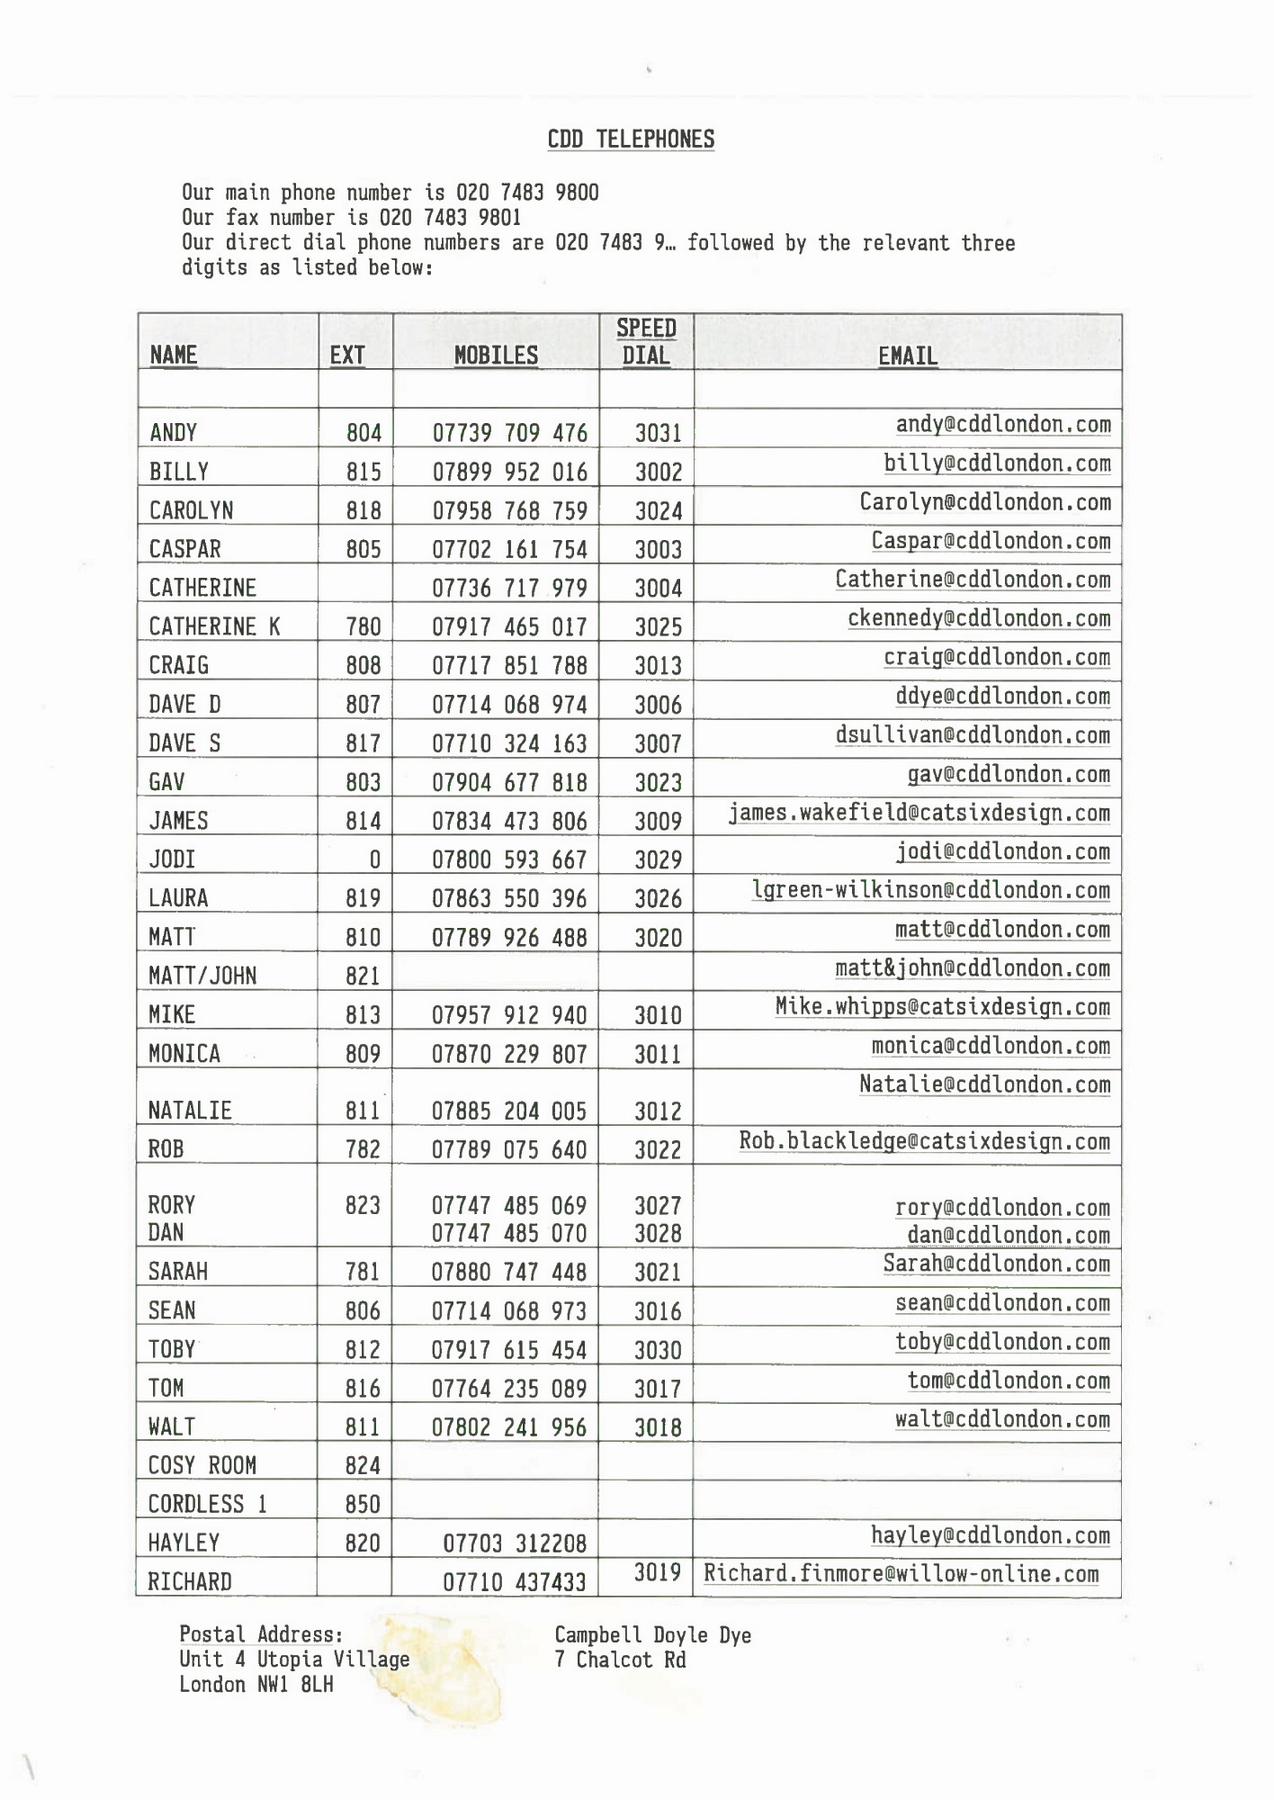 CDD TELEPHONES
Our main phone number is 020 7483 9800
Our fax number is 020 7483 9801
Our direct dial phone numbers are 020 7483 9… followed by the relevant three
digits as listed below:
NAME EXT MOBILES SPEED DIAL EMAIL
ANDY 804 07739 709 476 3031 andy@cddlondon.com
BILLY 815 07899 952 016 3002 billy@cddlondon.com
CAROLYN 818 07958 768 759 3024 Carolyn@cddlondon.com
CASPAR 805 07702 161 754 3003 Caspar@cddlondon.com
CATHERINE 07736 717 979 3004 Catherine@cddlondon.com
CATHERINE K 780 07917 465 017 3025 ckennedy@cddlondon.com
CRAIG 808 07717 851 788 3013 craig@cddlondon.com
DAVE D 807 07714 068 974 3006 ddye@cddlondon.com
DAVE S 817 07710 324 163 3007 dsullivan@cddlondon.com
GAV 803 07904 677 818 3023 gav@cddlondon.com
JAMES 814 07834 473 806 3009 james.wakefield@catsixdesign.com
JODI 0 07800 593 667 3029 jodi@cddlondon.com
LAURA 819 07863 550 396 3026 lgreen-wilkinson@cddlondon.com
MATT 810 07789 926 488 3020 matt@cddlondon.com
MATT/JOHN 821 matt&john@cddlondon.com
MIKE 813 07957 912 940 3010 Mike.whipps@catsixdesign.com
MONICA 809 07870 229 807 3011 monica@cddlondon.com
NATALIE 811 07885 204 005 3012 Natalie@cddlondon.com
ROB 782 07789 075 640 3022 Rob.blackledge@catsixdesign.com
RORY 823 07747 485 069 3027 rory@cddlondon.com
DAN 07747 485 070 3028 dan@cddlondon.com
SARAH 781 07880 747 448 3021 Sarah@cddlondon.com
SEAN 806 07714 068 973 3016 sean@cddlondon.com
TOBY 812 07917 615 454 3030 toby@cddlondon.com
TOM 816 07764 235 089 3017 tom@cddlondon.com
WALT 811 07802 241 956 3018 walt@cddlondon.com
COSY ROOM 824
CORDLESS 1 850
HAYLEY 820 07703 312208 hayley@cddlondon.com
RICHARD 07710 437433 3019 Richard.finmore@willow-online.com
Postal Address: Campbell Doyle Dye
Unit 4 Utopia Village 7 Chalcot Rd
London NW1 8LH